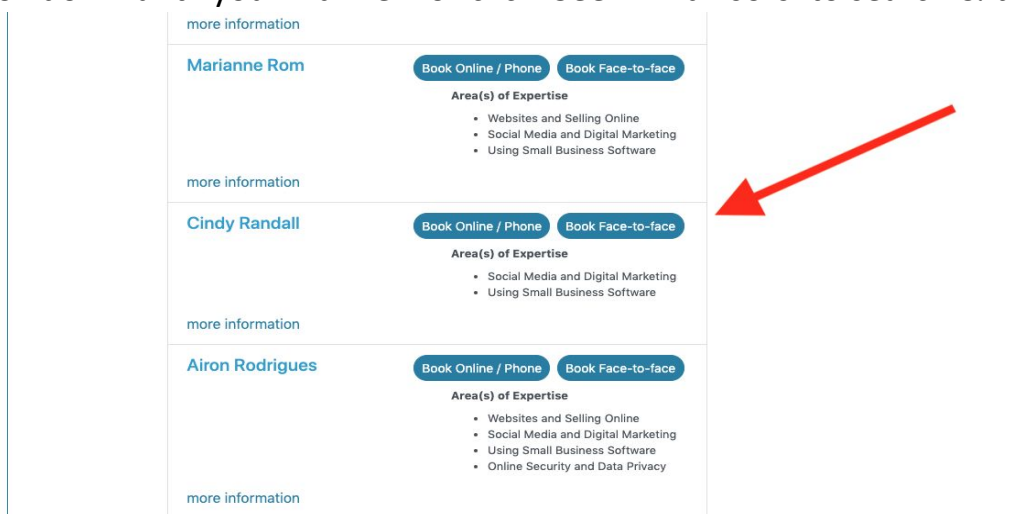 more information
Marianne Rom
Book Online / Phone Book Face-to-face
Area(s) of Expertise
• Websites and Selling Online
• Social Media and Digital Marketing
• Using Small Business Software
more information
Cindy Randall
Book Online / Phone Book Face-to-face
Area(s) of Expertise
• Social Media and Digital Marketing
• Using Small Business Software
more information
Airon Rodrigues
Book Online / Phone Book Face-to-face
Area(s) of Expertise
• Websites and Selling Online
• Social Media and Digital Marketing
• Using Small Business Software
• Online Security and Data Privacy
more information